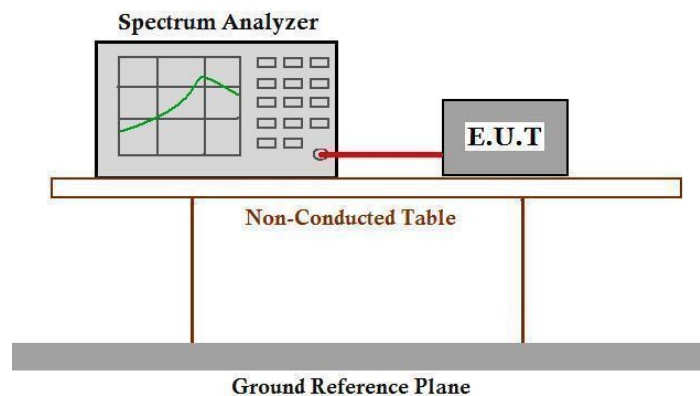 Spectrum Analyzer
E.U.T
Non-Conducted Table
Ground Reference Plane